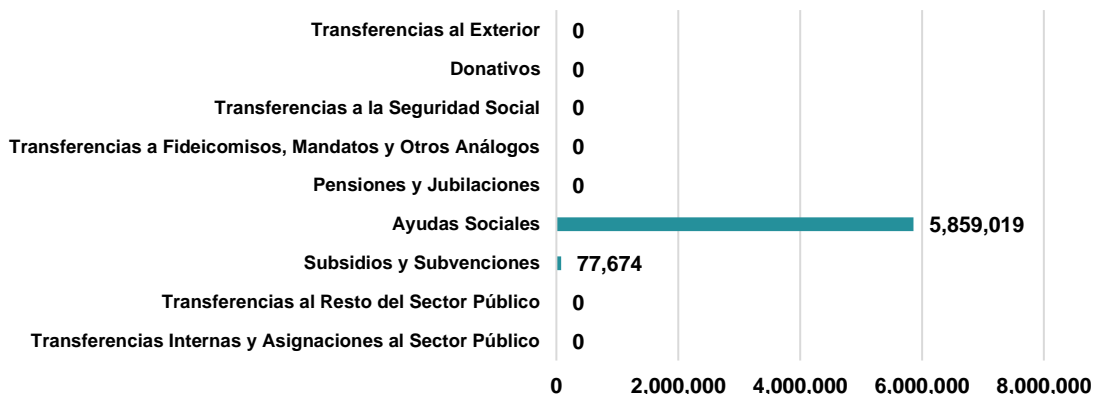 Transferencias al Exterior 0
Donativos 0
Transferencias a la Seguridad Social 0
Transferencias a Fideicomisos, Mandatos y Otros Análogos 0
Pensiones y Jubilaciones 0
Ayudas Sociales 5,859,019
Subsidios y Subvenciones 77,674
Transferencias al Resto del Sector Público 0
Transferencias Internas y Asignaciones al Sector Público 0
0 2,000,000 4,000,000 6,000,000 8,000,000